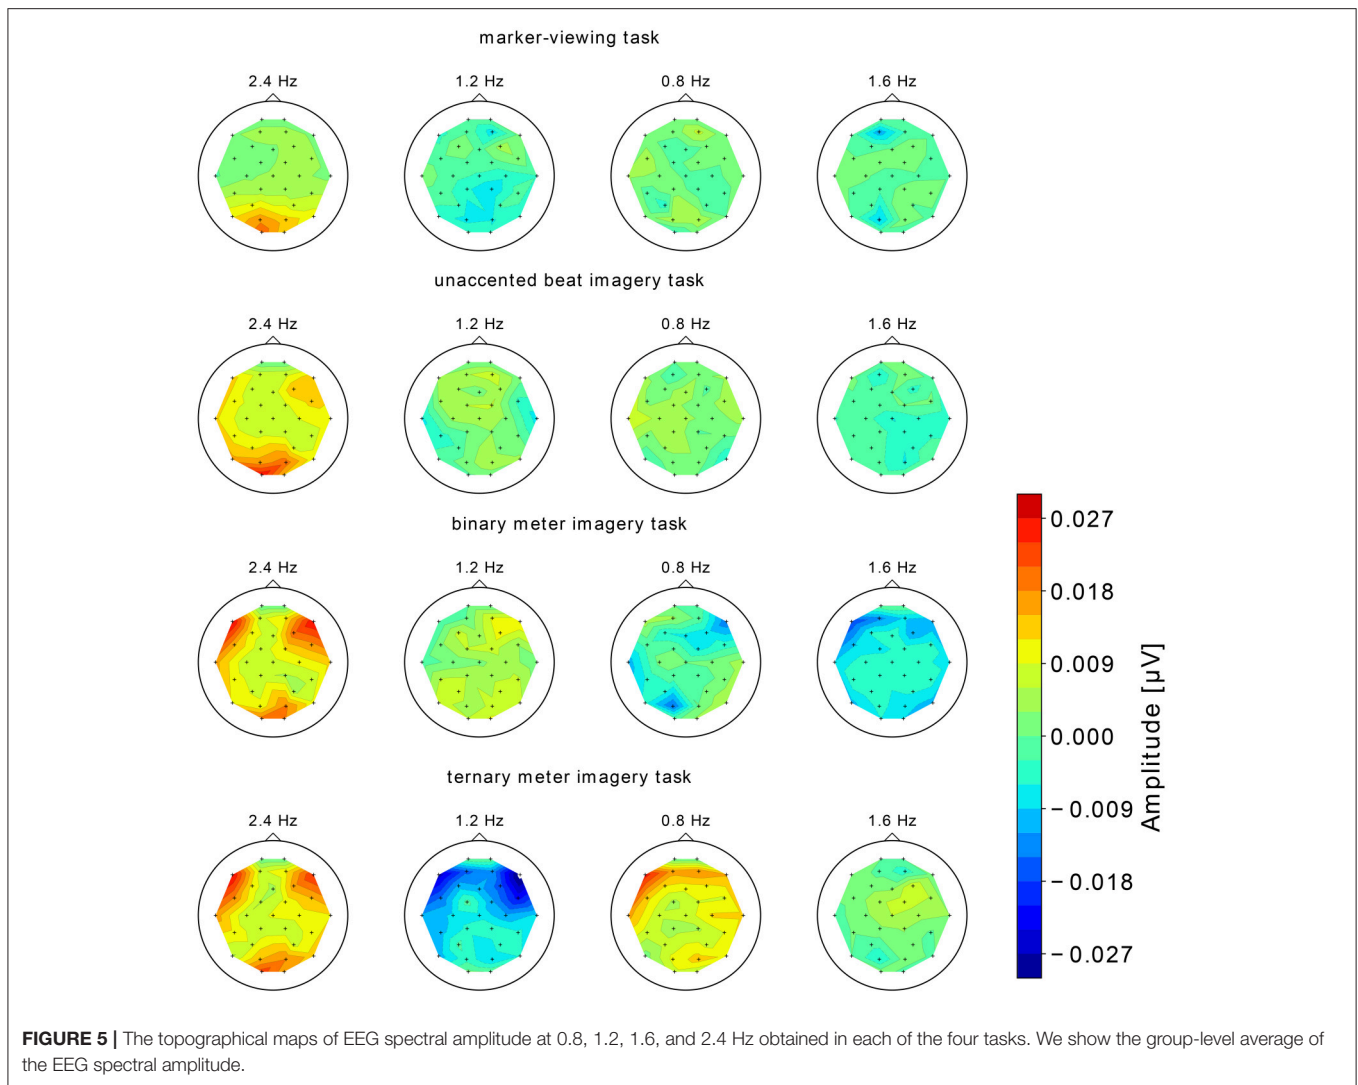 marker-viewing task
2.4 Hz 1.2 Hz 0.8 Hz 1.6 Hz
unaccented beat imagery task
2.4 Hz 1.2 Hz 0.8 Hz 1.6 Hz
binary meter imagery task
2.4 Hz 1.2 Hz 0.8 Hz 1.6 Hz
ternary meter imagery task
2.4 Hz 1.2 Hz 0.8 Hz 1.6 Hz
0.027
0.018
0.009
0.000
−0.009
−0.018
−0.027
Amplitude [µV]
FIGURE 5 | The topographical maps of EEG spectral amplitude at 0.8, 1.2, 1.6, and 2.4 Hz obtained in each of the four tasks. We show the group-level average of
the EEG spectral amplitude.